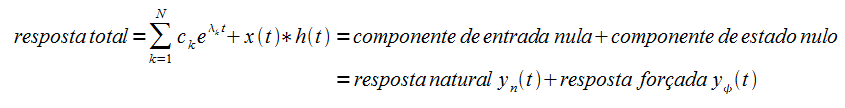 resposta total = \sum_{k=1}^{N} c_k e^{λ_k t} + x(t) * h(t) = componente de entrada nula + componente de estado nulo
= resposta natural y_n(t) + resposta forçada y_ϕ(t)